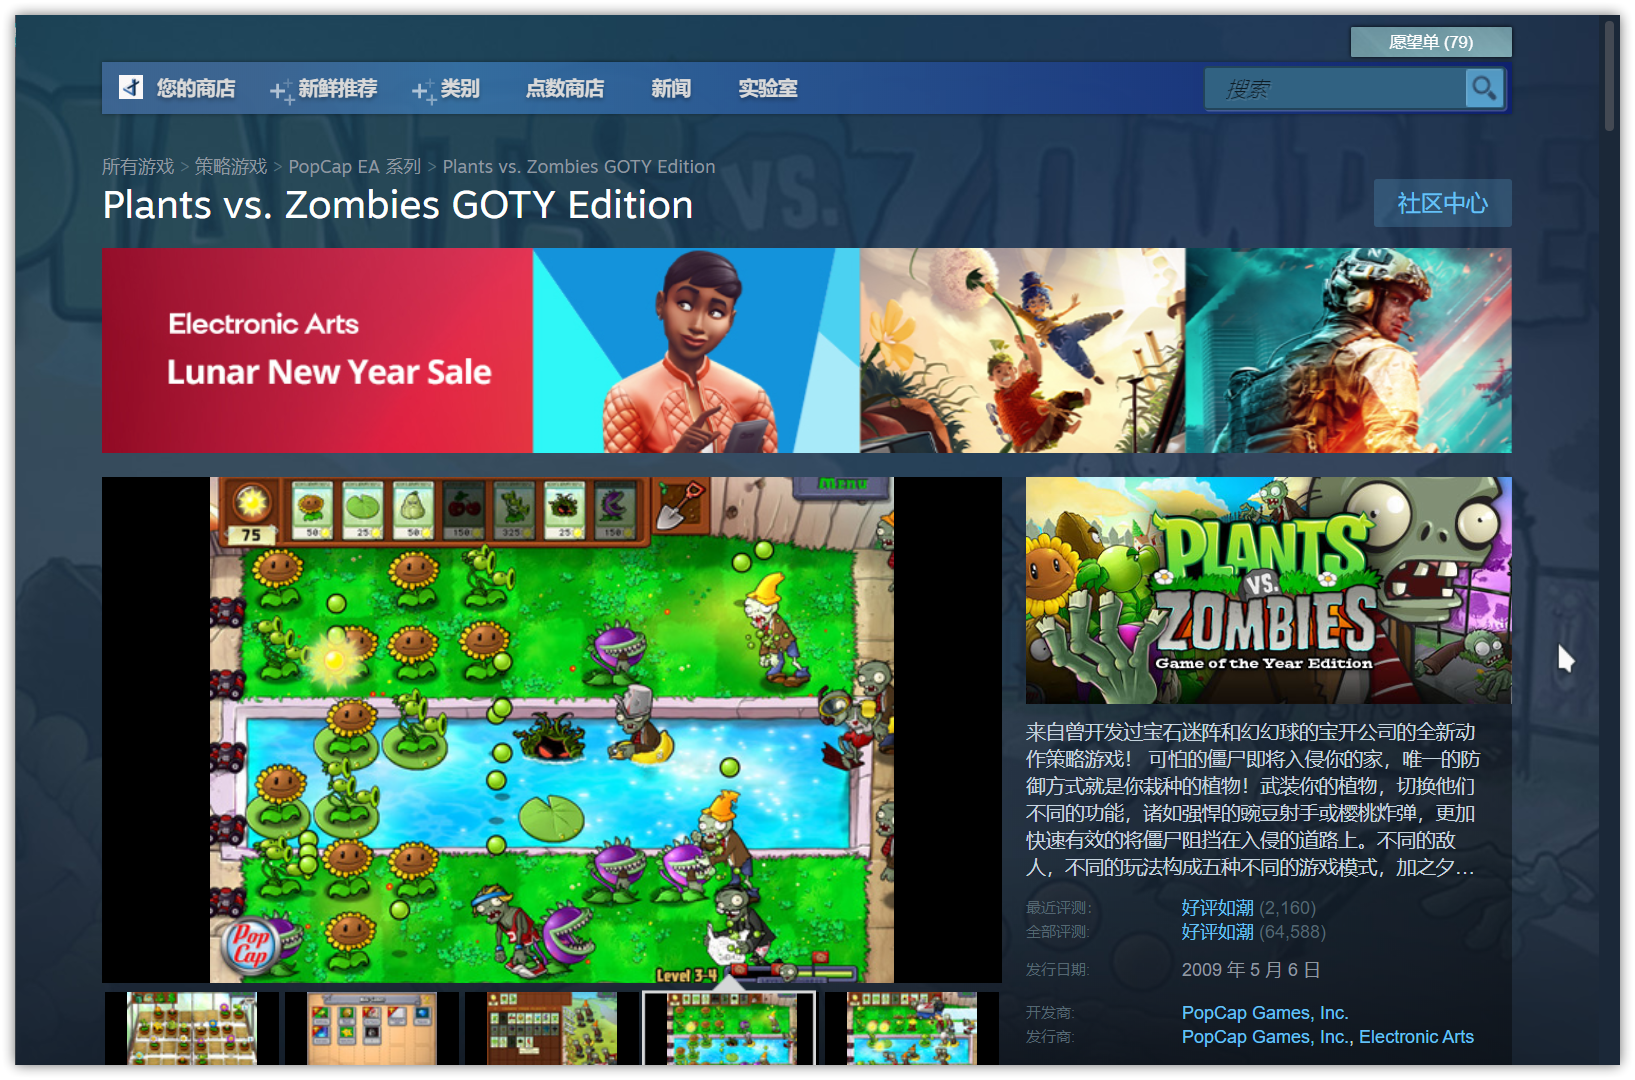 愿望单 (79)
您的商店
新鲜推荐
类别
点数商店
新闻
实验室
搜索
所有游戏 > 策略游戏 > PopCap EA 系列 > Plants vs. Zombies GOTY Edition
Plants vs. Zombies GOTY Edition
社区中心
Electronic Arts
Lunar New Year Sale
Menu
75
50
25
50
150
325
25
150
Pop
Cap
Level 3-4
PLANTS
VS.
ZOMBIES
Game of the Year Edition
来自曾开发过宝石迷阵和幻幻球的宝开公司的全新动
作策略游戏！ 可怕的僵尸即将入侵你的家，唯一的防
御方式就是你栽种的植物！武装你的植物，切换他们
不同的功能，诸如强悍的豌豆射手或樱桃炸弹，更加
快速有效的将僵尸阻挡在入侵的道路上。不同的敌
人，不同的玩法构成五种不同的游戏模式，加之夕...
最近评测: 好评如潮 (2,160)
全部评测: 好评如潮 (64,588)
发行日期: 2009 年 5 月 6 日
开发商: PopCap Games, Inc.
发行商: PopCap Games, Inc., Electronic Arts